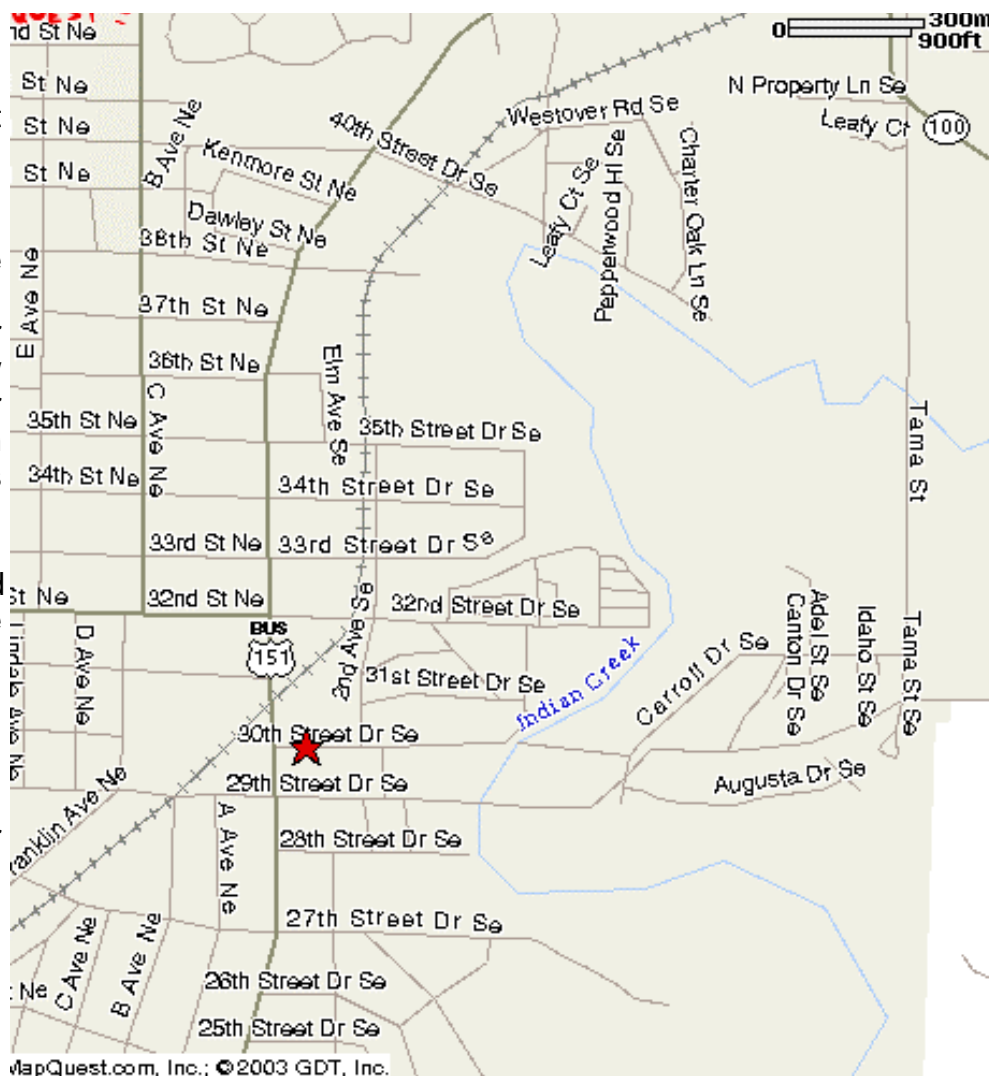 QUEST
300m
0
900ft
nd St Ne
St Ne
St Ne
St Ne
B Ave Ne
40th Street Dr Se
Westover Rd Se
N Property Ln Se
Leafy Ct
100
Kenmore St Ne
Dawley St Ne
38th St Ne
Leafy Ct Se
Pepperwood Hl Se
Charter Oak Ln Se
E Ave Ne
37th St Ne
36th St Ne
Elm Ave Se
C Ave Ne
35th St Ne
35th Street Dr Se
Tama St
34th St Ne
34th Street Dr Se
33rd St Ne
33rd Street Dr Se
St Ne
32nd St Ne
2nd Ave Se
32nd Street Dr Se
BUS
151
D Ave Ne
31st Street Dr Se
Indian Creek
Carroll Dr Se
Canton Dr Se
Adel St Se
Idaho St Se
Tama St Se
30th Street Dr Se
29th Street Dr Se
Augusta Dr Se
ranklin Ave Ne
A Ave Ne
28th Street Dr Se
27th Street Dr Se
C Ave Ne
B Ave Ne
Ne
26th Street Dr Se
25th Street Dr Se
MapQuest.com, Inc.; ©2003 GDT, Inc.